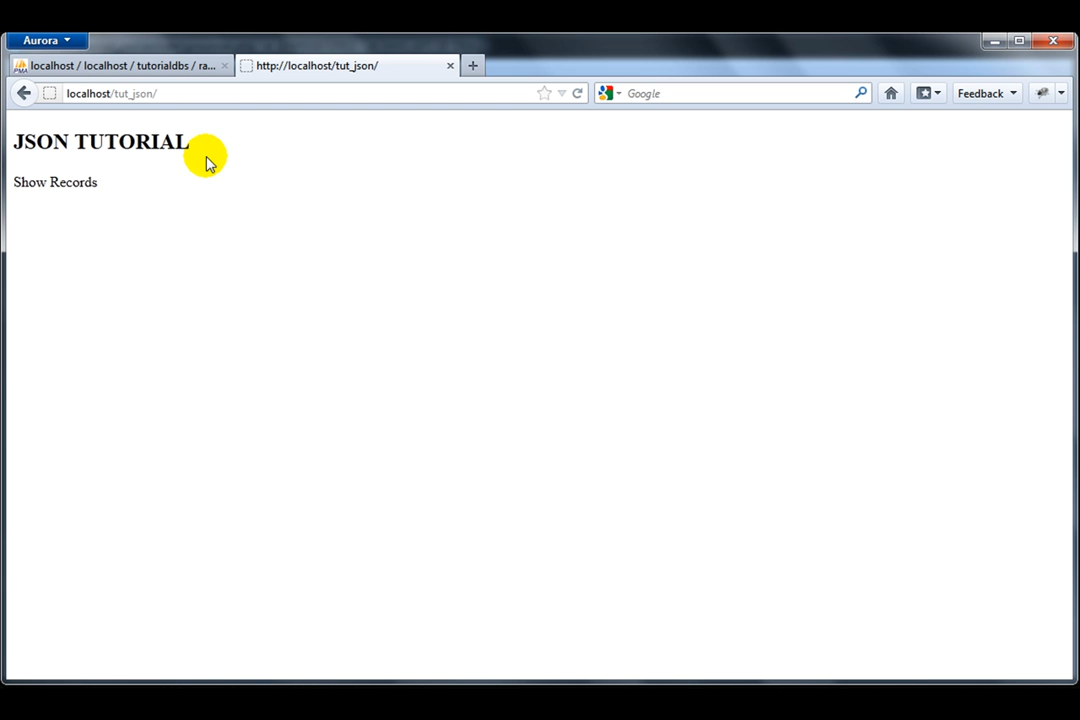 Aurora
localhost / localhost / tutorialdbs / ra...
http://localhost/tut_json/
localhost/tut_json/
Google
Feedback
JSON TUTORIAL
Show Records